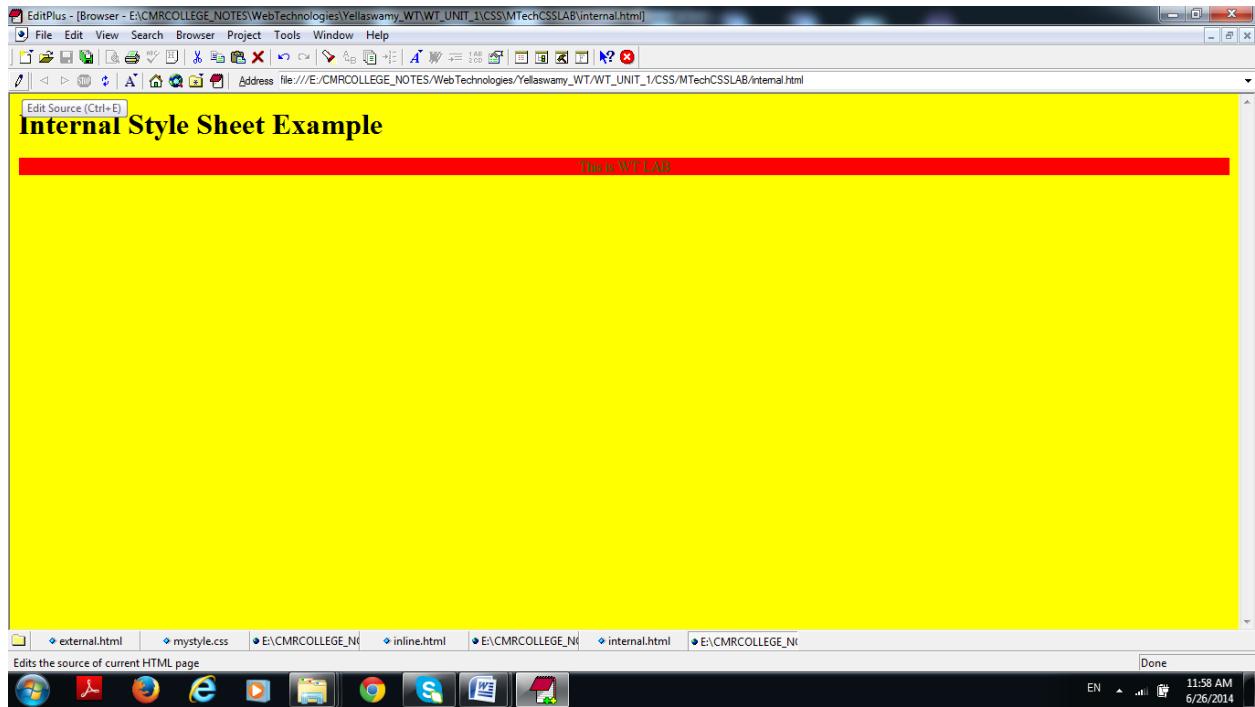 EditPlus - [Browser - E:\CMRCOLLEGE_NOTES\WebTechnologies\Yellaswamy_WT\WT_UNIT_1\CSS\MTechCSSLAB\internal.html]
File Edit View Search Browser Project Tools Window Help
Address file:///E:/CMRCOLLEGE_NOTES/WebTechnologies/Yellaswamy_WT/WT_UNIT_1/CSS/MTechCSSLAB/internal.html
Edit Source (Ctrl+E)
Internal Style Sheet Example
This is WT LAB
external.html mystyle.css E:\CMRCOLLEGE_NO inline.html E:\CMRCOLLEGE_NO internal.html E:\CMRCOLLEGE_NO
Edits the source of current HTML page Done
EN 11:58 AM
6/26/2014